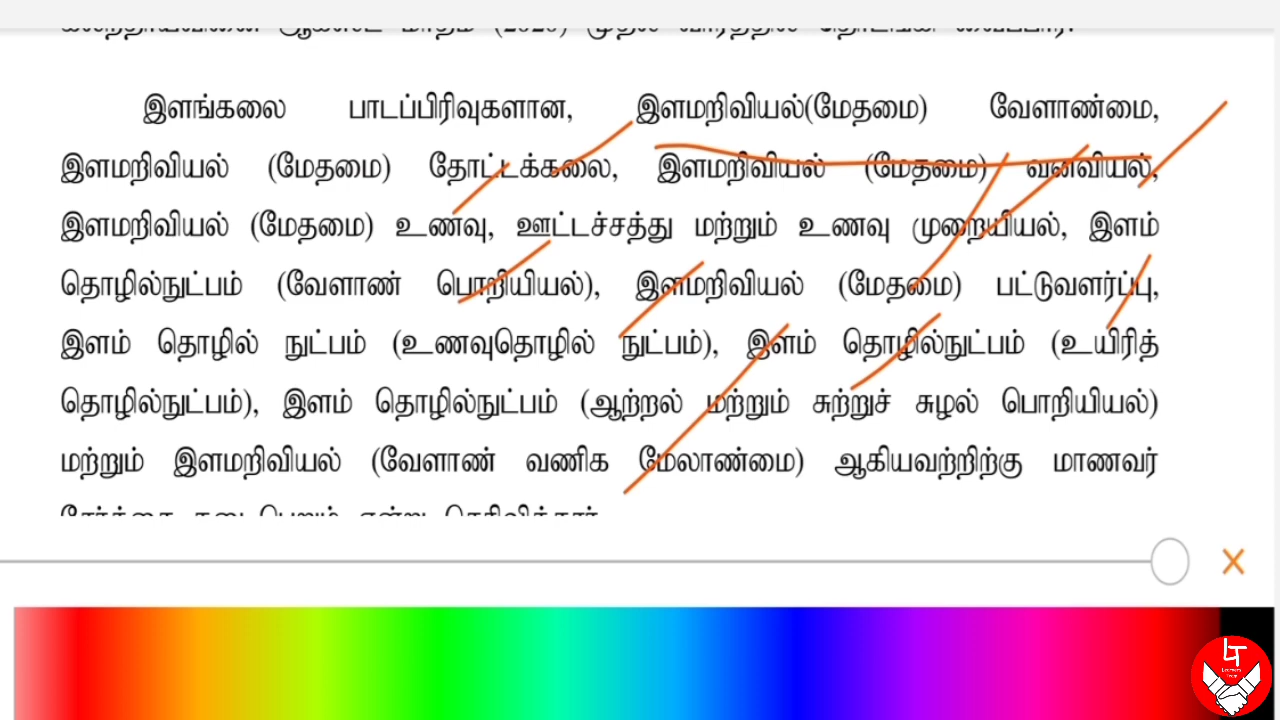 இளங்கலை பாடப்பிரிவுகளான, இளமறிவியல்(மேதமை) வேளாண்மை,
இளமறிவியல் (மேதமை) தோட்டக்கலை, இளமறிவியல் (மேதமை) வனவியல்,
இளமறிவியல் (மேதமை) உணவு, ஊட்டச்சத்து மற்றும் உணவு முறையியல், இளம்
தொழில்நுட்பம் (வேளாண் பொறியியல்), இளமறிவியல் (மேதமை) பட்டுவளர்ப்பு,
இளம் தொழில் நுட்பம் (உணவுதொழில் நுட்பம்), இளம் தொழில்நுட்பம் (உயிரித்
தொழில்நுட்பம்), இளம் தொழில்நுட்பம் (ஆற்றல் மற்றும் சுற்றுச் சுழல் பொறியியல்)
மற்றும் இளமறிவியல் (வேளாண் வணிக மேலாண்மை) ஆகியவற்றிற்கு மாணவர்
LT
Learners